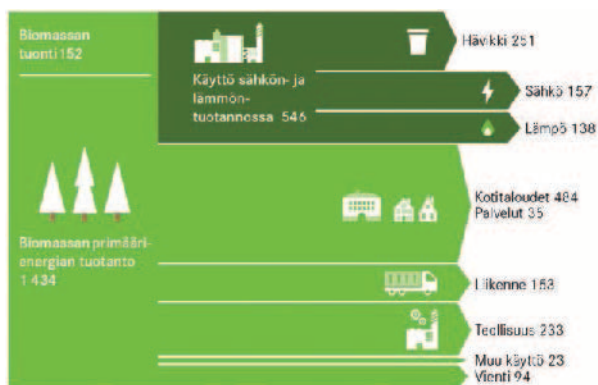 Biomassan
tuonti 152
Käyttö sähkön- ja
lämmön-
tuotannossa 546
Hävikki 251
Sähkö 157
Lämpö 138
Biomassan primääri-
energian tuotanto
1 434
Kotitaloudet 484
Palvelut 35
Liikenne 153
Teollisuus 233
Muu käyttö 23
Vienti 94